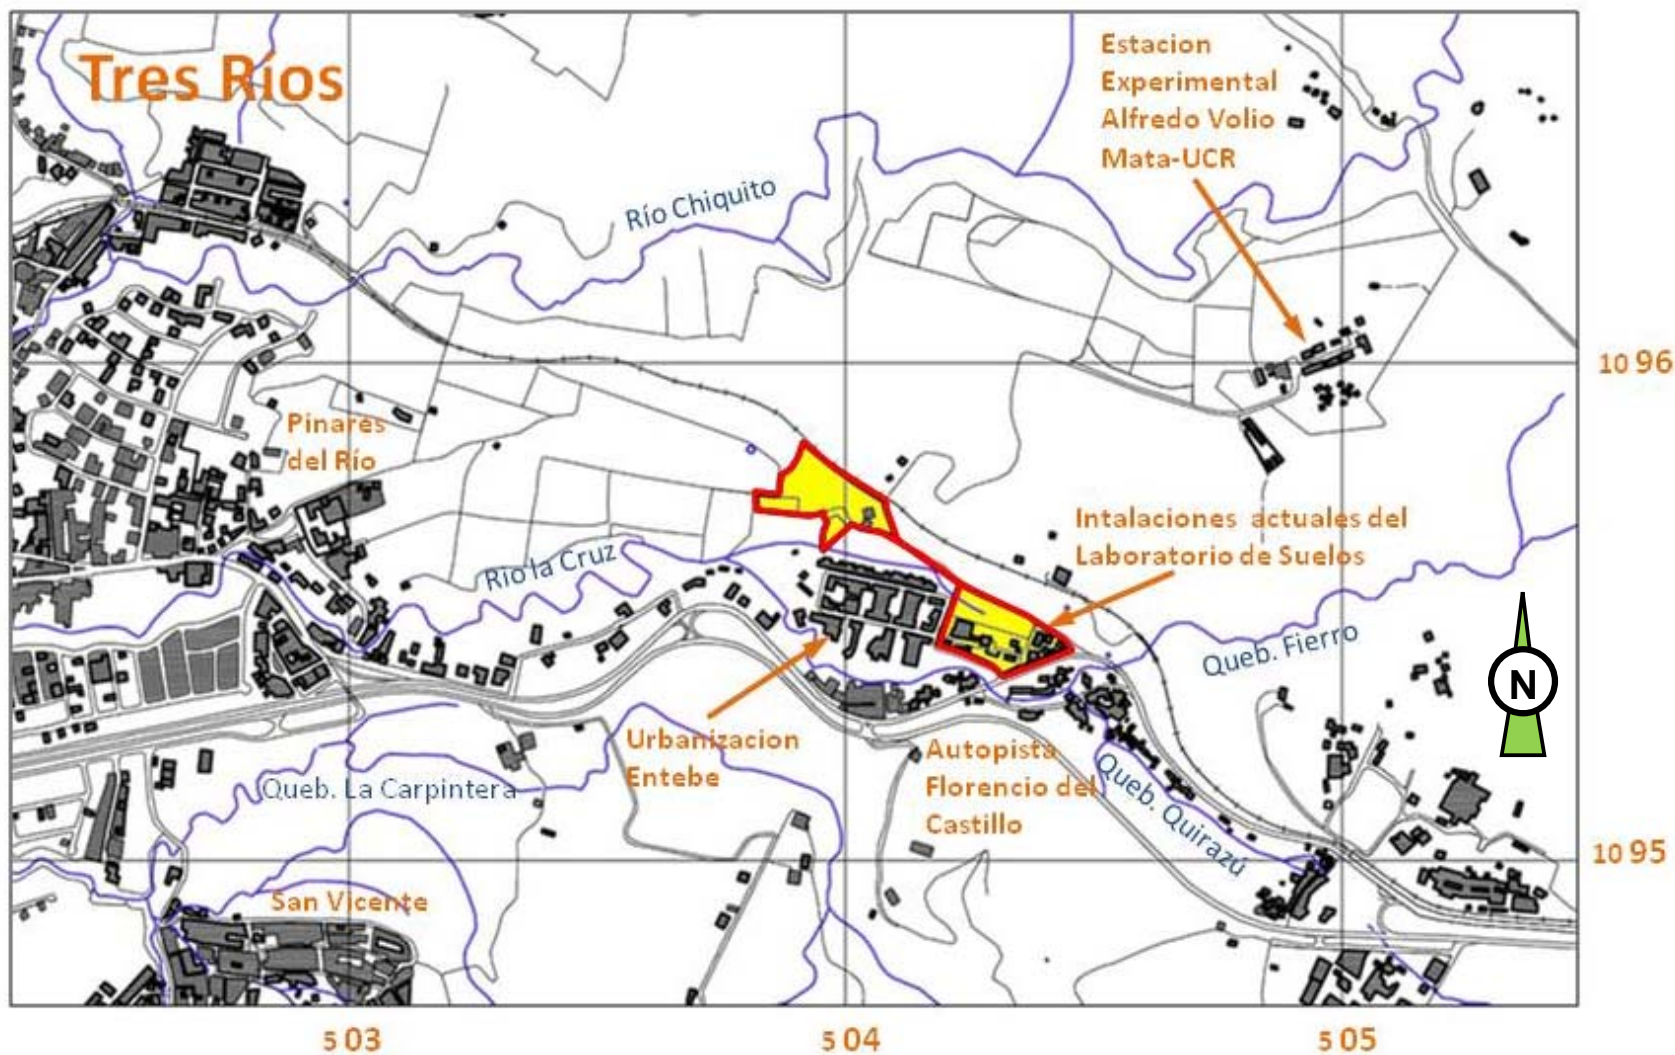 Tres Ríos
Estacion
Experimental
Alfredo Volio
Mata-UCR
Río Chiquito
10 96
Pinares
del Río
Intalaciones actuales del
Laboratorio de Suelos
Río la Cruz
Queb. Fierro
N
Urbanizacion
Entebe
Autopista
Florencio del
Castillo
Queb. La Carpintera
Queb. Quirazú
10 95
San Vicente
5 03
5 04
5 05